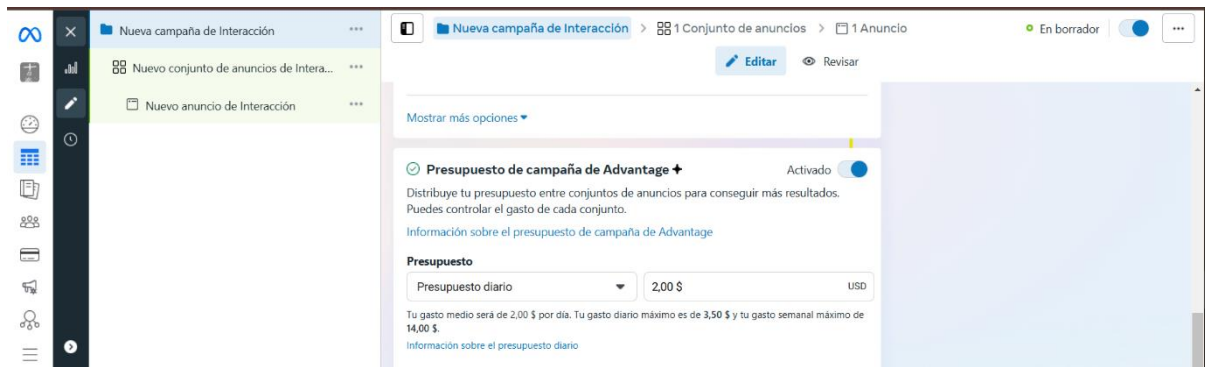 Nueva campaña de Interacción
Nuevo conjunto de anuncios de Intera...
Nuevo anuncio de Interacción
Nueva campaña de Interacción > 1 Conjunto de anuncios > 1 Anuncio
En borrador
Editar
Revisar
Mostrar más opciones
Presupuesto de campaña de Advantage
Activado
Distribuye tu presupuesto entre conjuntos de anuncios para conseguir más resultados.
Puedes controlar el gasto de cada conjunto.
Información sobre el presupuesto de campaña de Advantage
Presupuesto
Presupuesto diario
2,00 $ USD
Tu gasto medio será de 2,00 $ por día. Tu gasto diario máximo es de 3,50 $ y tu gasto semanal máximo de
14,00 $.
Información sobre el presupuesto diario